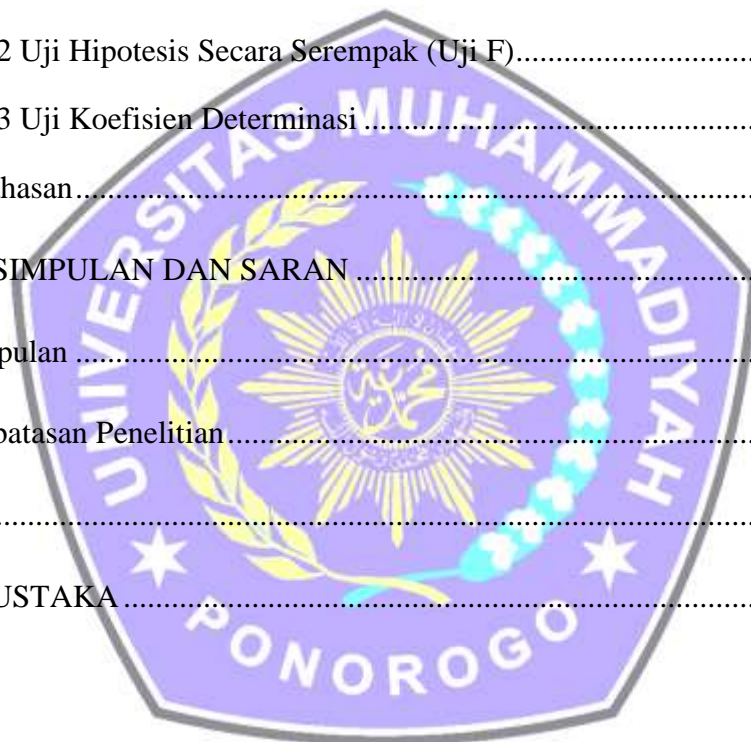 2 Uji Hipotesis Secara Serempak (Uji F)................................
3 Uji Koefisien Determinasi................................................
hasan.....................................................................................
SIMPULAN DAN SARAN................................................
pulan.....................................................................................
batasan Penelitian...............................................................
................................................................................................
USTAKA..............................................................................
UNIVERSITAS MUHAMMADIYAH
PONOROGO